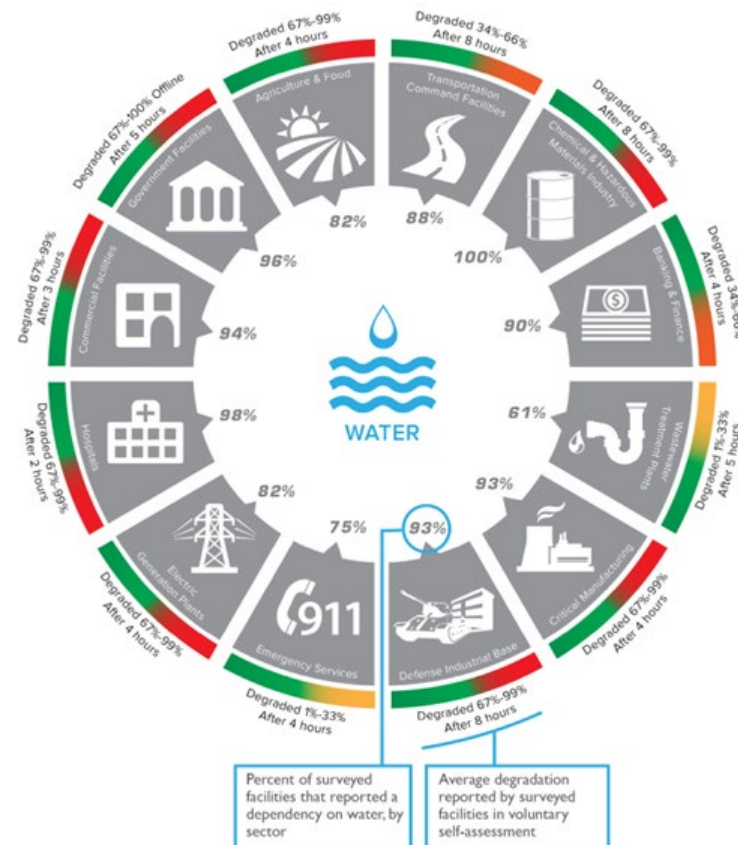 Degraded 67%-99%
After 4 hours
Agriculture & Food
82%
Degraded 34%-66%
After 8 hours
Transportation
Command Facilities
88%
Degraded 67%-99%
After 8 hours
Chemical & Hazardous
Materials Industry
100%
Degraded 34%-66%
After 4 hours
Banking & Finance
$
90%
Degraded 1%-33%
After 5 hours
Wastewater
Treatment Plants
61%
Degraded 67%-99%
After 4 hours
Critical Manufacturing
93%
Degraded 67%-99%
After 8 hours
Defense Industrial Base
93%
Degraded 1%-33%
After 4 hours
Emergency Services
911
75%
Degraded 67%-99%
After 4 hours
Electric
Generation Plants
82%
Degraded 67%-99%
After 2 hours
Hospitals
98%
Degraded 67%-99%
After 3 hours
Commercial Facilities
94%
Degraded 67%-100% Offline
After 5 hours
Government Facilities
96%
WATER
Percent of surveyed
facilities that reported a
dependency on water, by
sector
Average degradation
reported by surveyed
facilities in voluntary
self-assessment